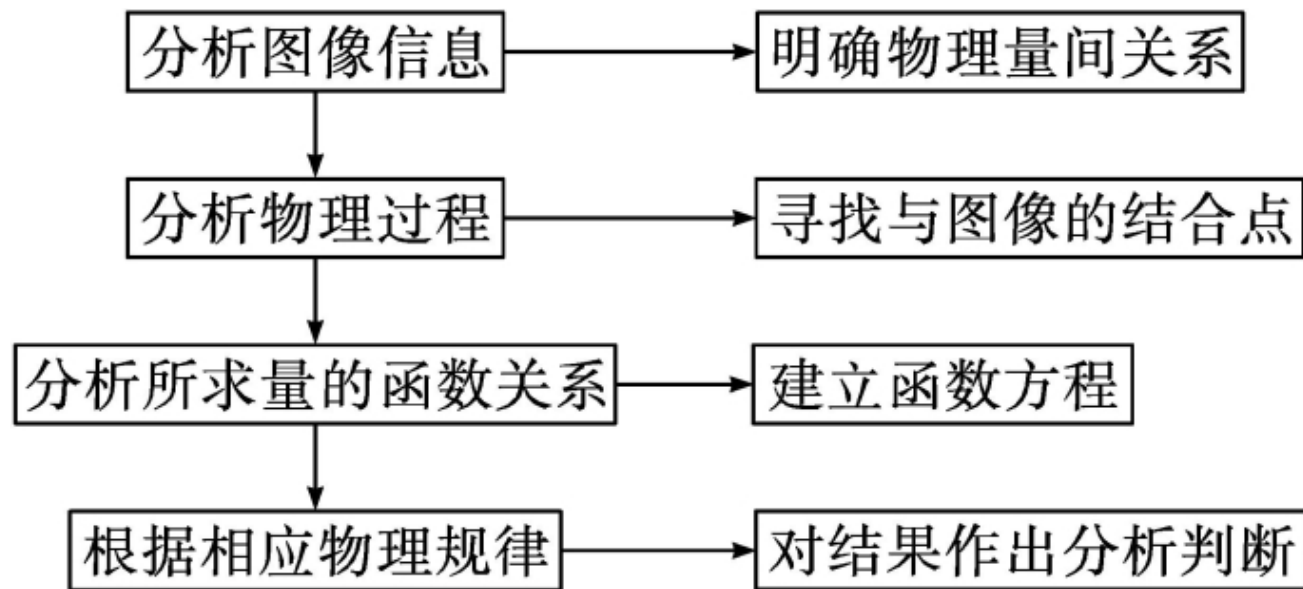 分析图像信息
明确物理量间关系
分析物理过程
寻找与图像的结合点
分析所求量的函数关系
建立函数方程
根据相应物理规律
对结果作出分析判断